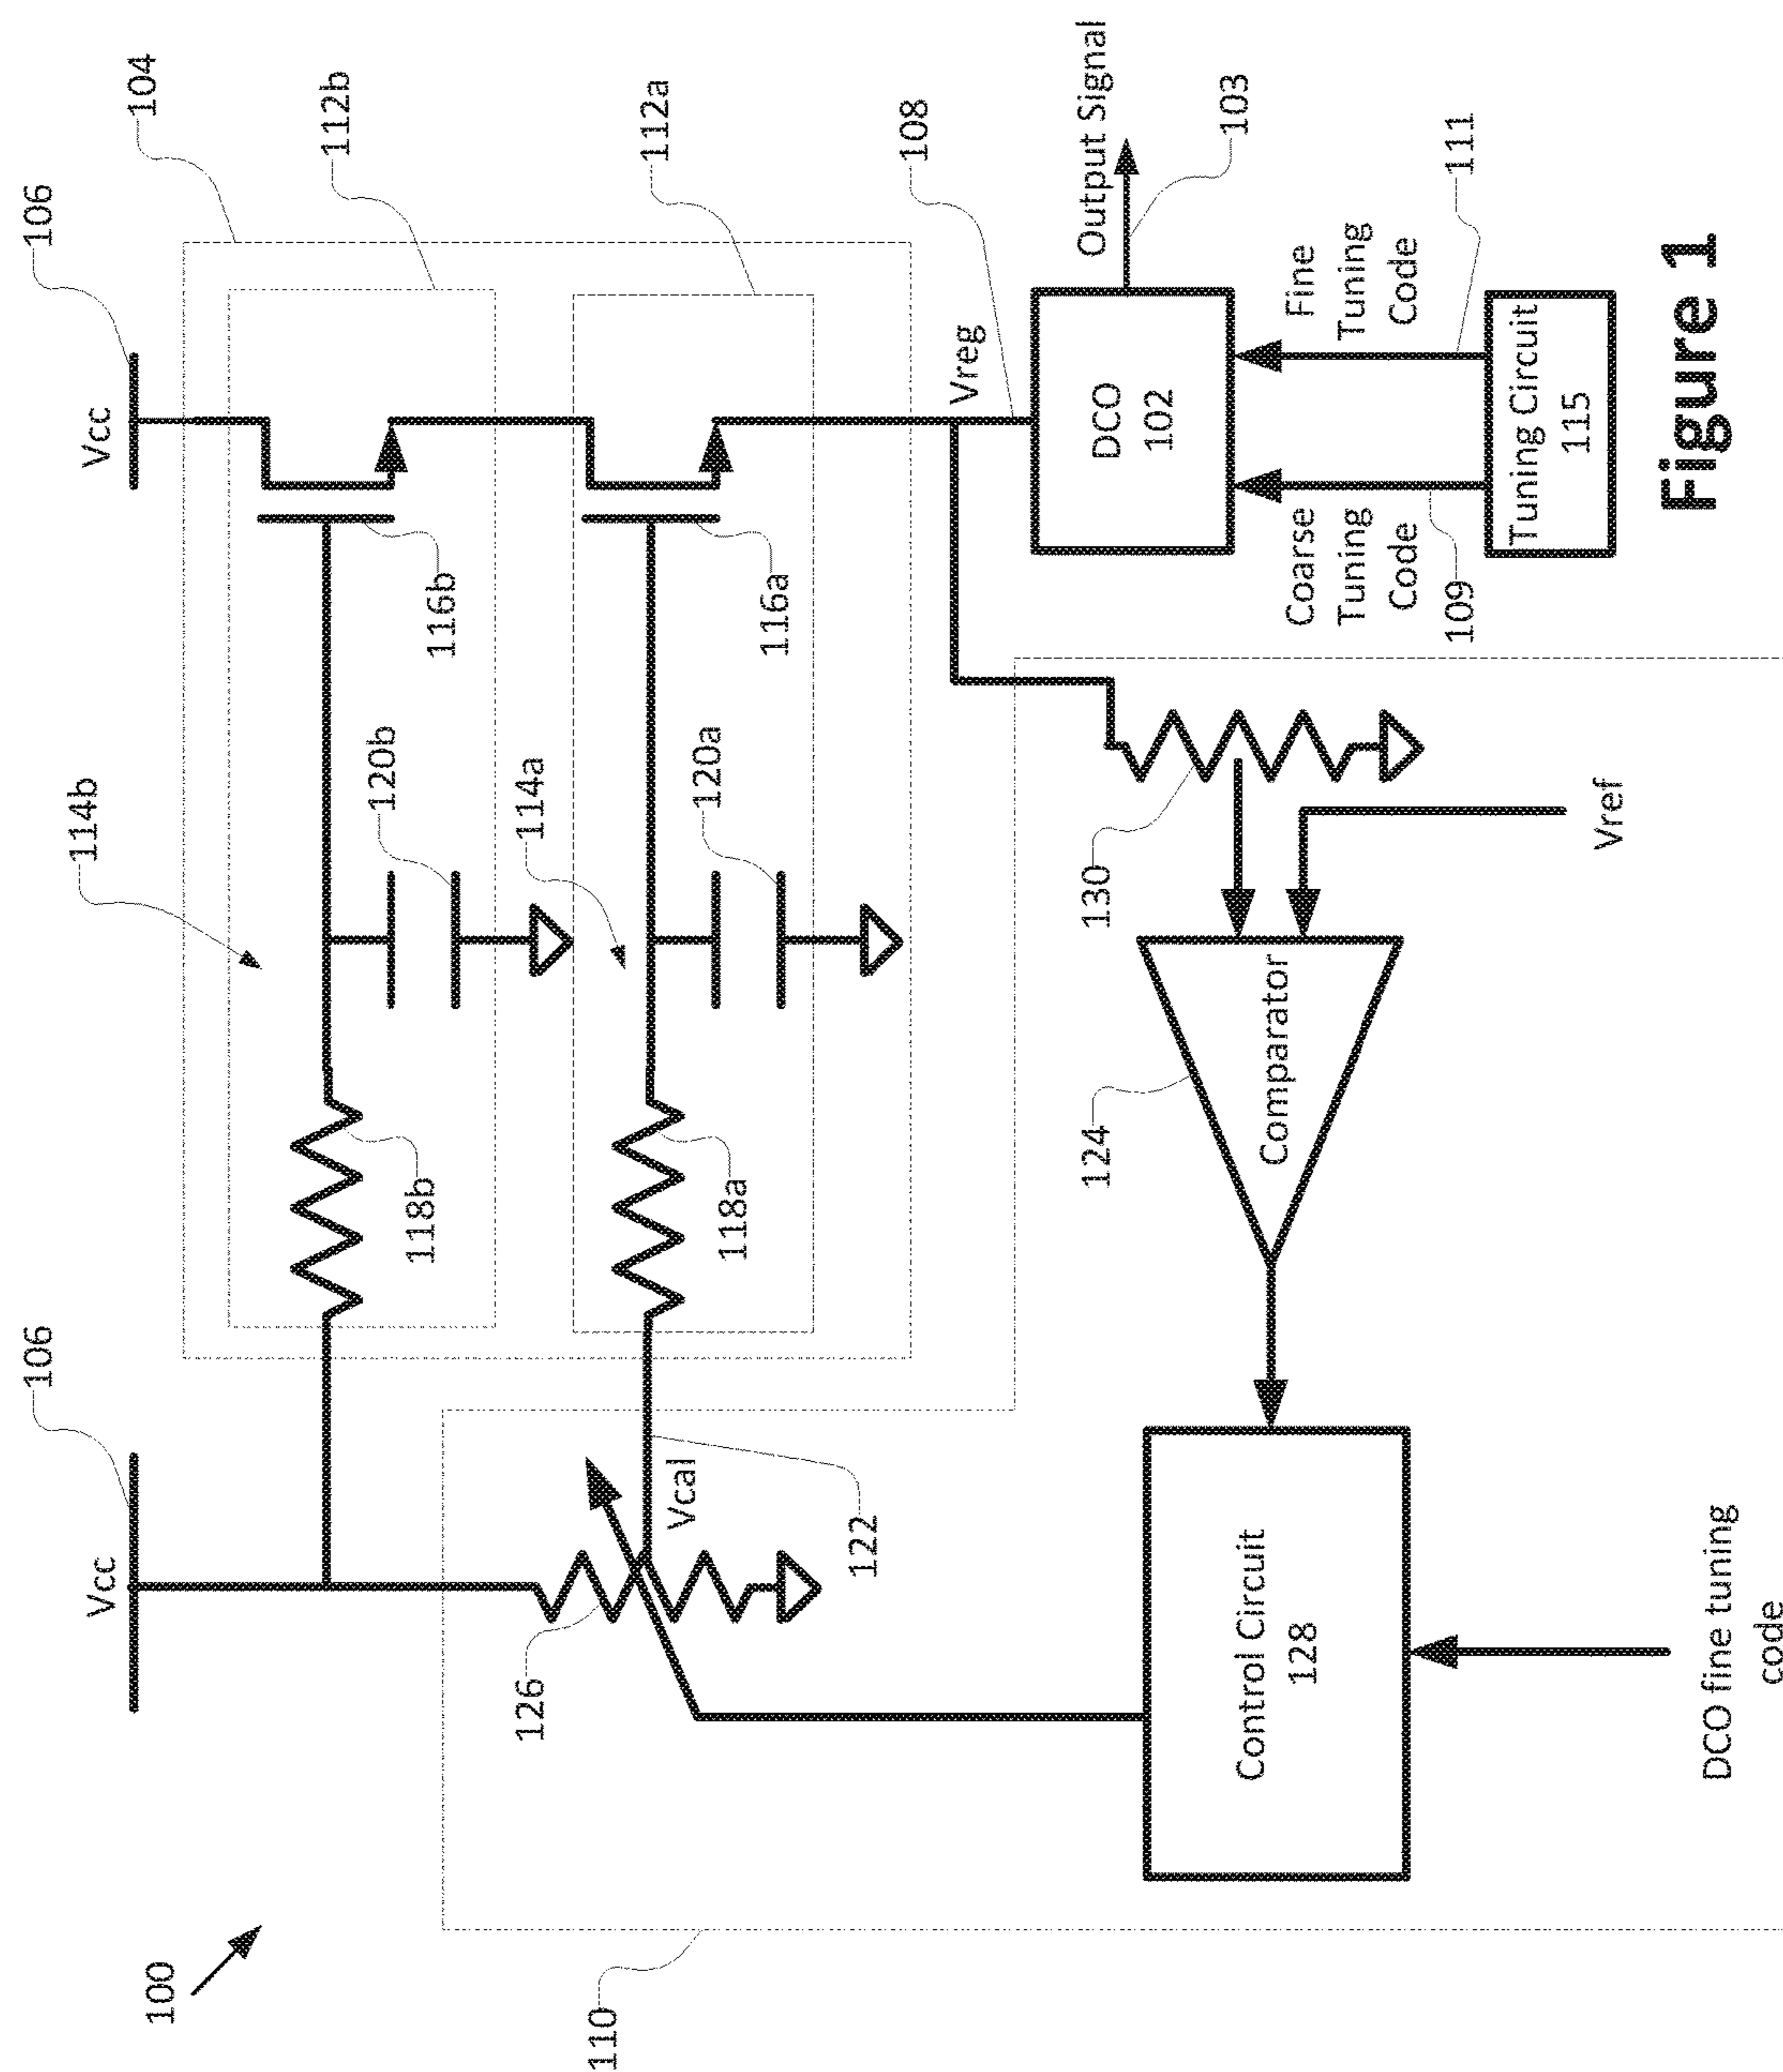 100
106
106
104
Vcc
Vcc
114b
112b
118b
120b
116b
114a
112a
118a
120a
116a
126
Vcal
122
110
Vreg
108
130
124
Comparator
Vref
Control Circuit
128
DCO fine tuning
code
DCO
102
Output Signal
103
Coarse
Tuning
Code
109
Fine
Tuning
Code
111
Tuning Circuit
115
Figure 1